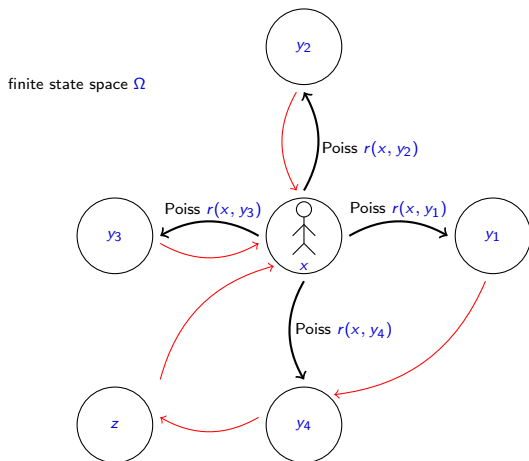 y₂
finite state space Ω
Poiss r(x, y₂)
Poiss r(x, y₃)
Poiss r(x, y₁)
y₃
x
y₁
Poiss r(x, y₄)
z
y₄